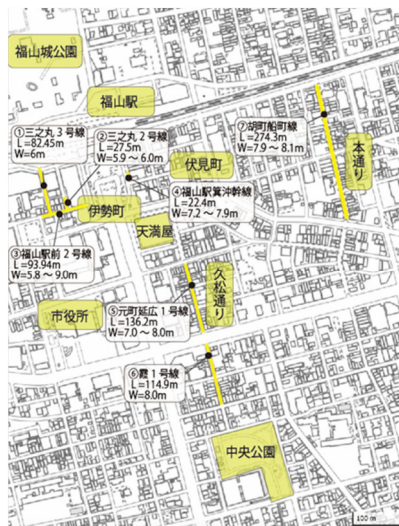 福山城公園
福山駅
①三之丸３号線
L=82.45m
W=6m
②三之丸２号線
L=27.5m
W=5.9～6.0m
⑦胡町船町線
L=274.3m
W=7.9～8.1m
本通り
伏見町
④福山駅箕沖幹線
L=22.4m
W=7.2～7.9m
伊勢町
天満屋
③福山駅前２号線
L=93.94m
W=5.8～9.0m
久松通り
市役所
⑤元町延広１号線
L=136.2m
W=7.0～8.0m
⑥霞１号線
L=114.9m
W=8.0m
中央公園
100 m